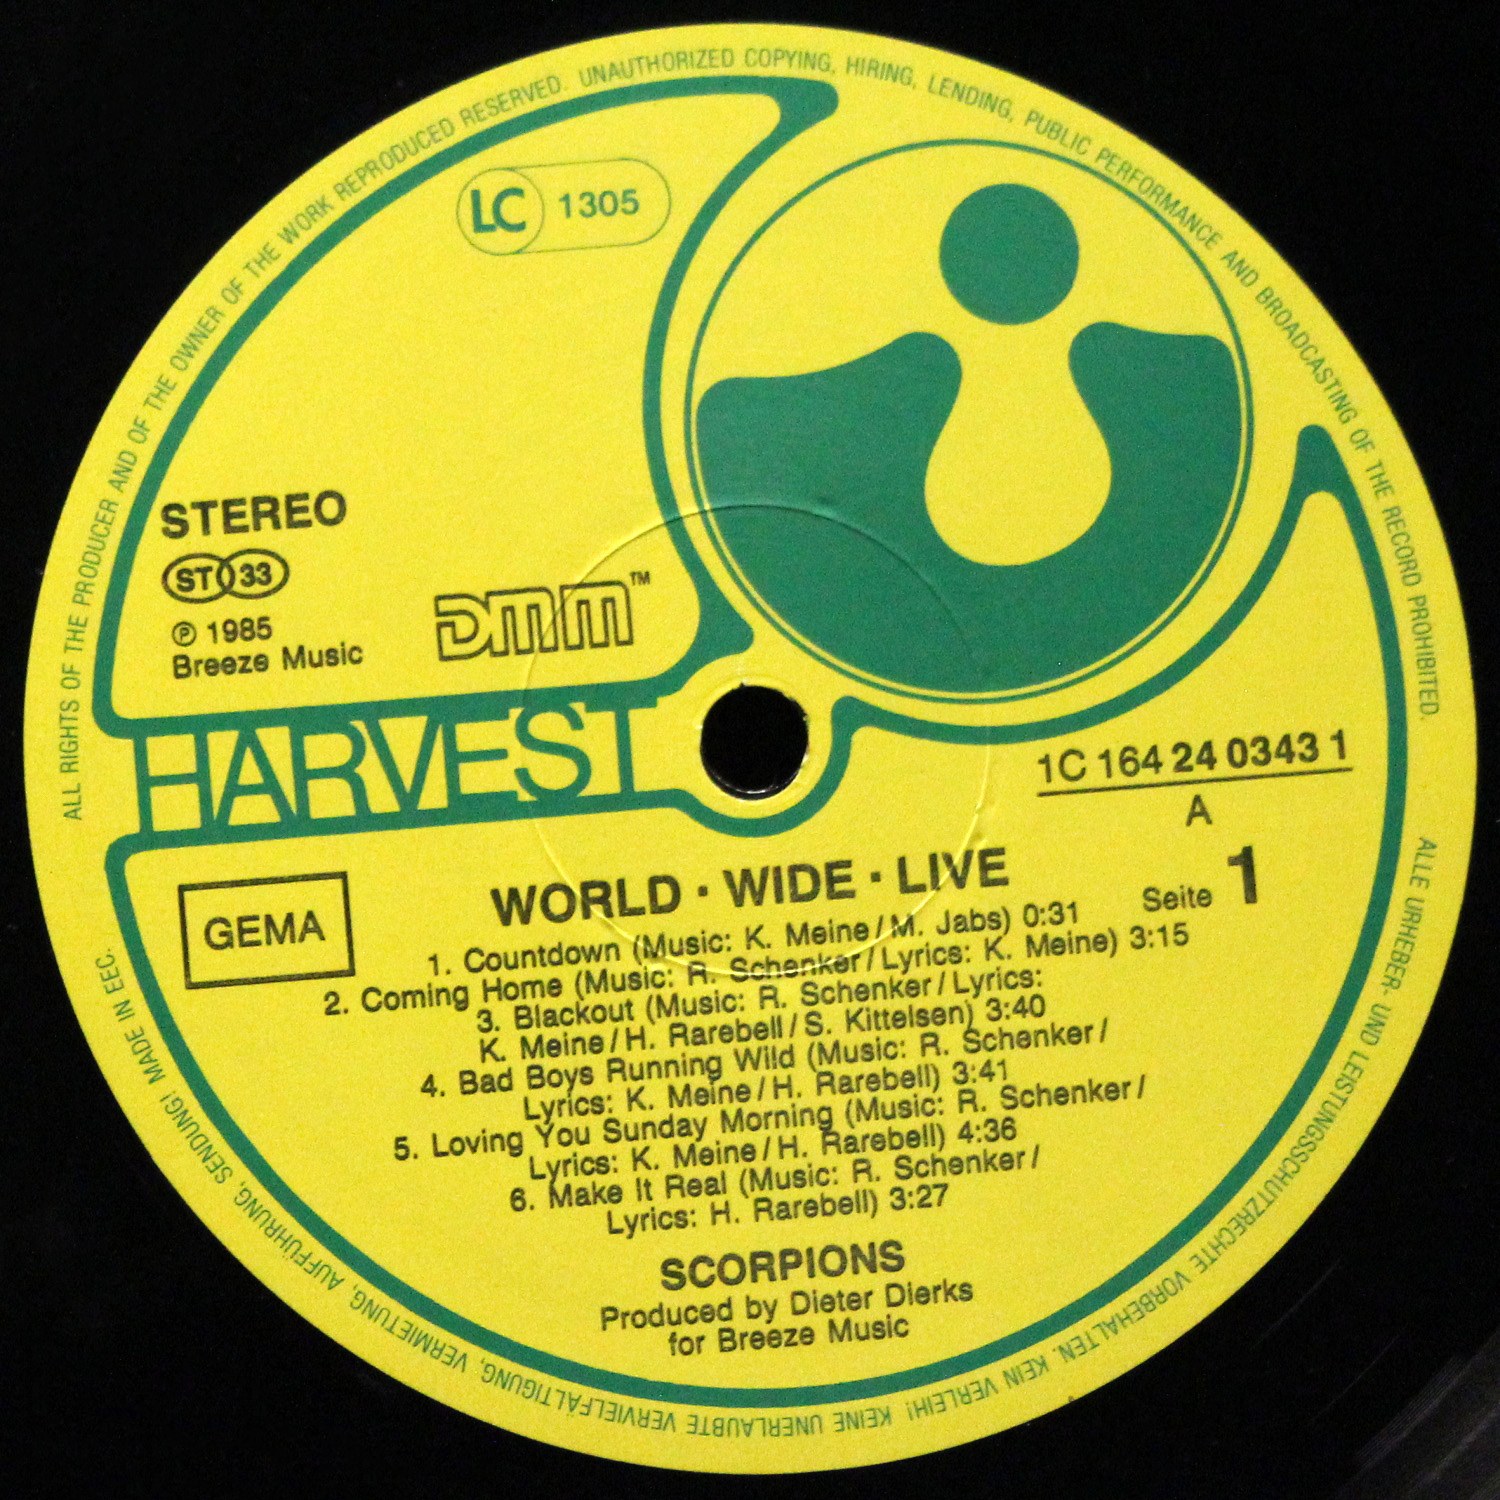 ALL RIGHTS OF THE PRODUCER AND OF THE OWNER OF THE WORK REPRODUCED RESERVED. UNAUTHORIZED COPYING, HIRING, LENDING, PUBLIC PERFORMANCE AND BROADCASTING OF THE RECORD PROHIBITED.
LC 1305
STEREO
ST 33
℗ 1985
Breeze Music
DMM™
HARVEST
1C 164 24 0343 1
A
GEMA
Seite 1
WORLD · WIDE · LIVE
1. Countdown (Music: K. Meine / M. Jabs) 0:31
2. Coming Home (Music: R. Schenker / Lyrics: K. Meine) 3:15
3. Blackout (Music: R. Schenker / Lyrics:
K. Meine / H. Rarebell / S. Kittelsen) 3:40
4. Bad Boys Running Wild (Music: R. Schenker /
Lyrics: K. Meine / H. Rarebell) 3:41
5. Loving You Sunday Morning (Music: R. Schenker /
Lyrics: K. Meine / H. Rarebell) 4:36
6. Make It Real (Music: R. Schenker /
Lyrics: H. Rarebell) 3:27
SCORPIONS
Produced by Dieter Dierks
for Breeze Music
ALLE URHEBER- UND LEISTUNGSSCHUTZRECHTE VORBEHALTEN. KEIN VERLEIH! KEINE UNERLAUBTE VERVIELFÄLTIGUNG, VERMIETUNG, AUFFÜHRUNG, SENDUNG! MADE IN EEC.